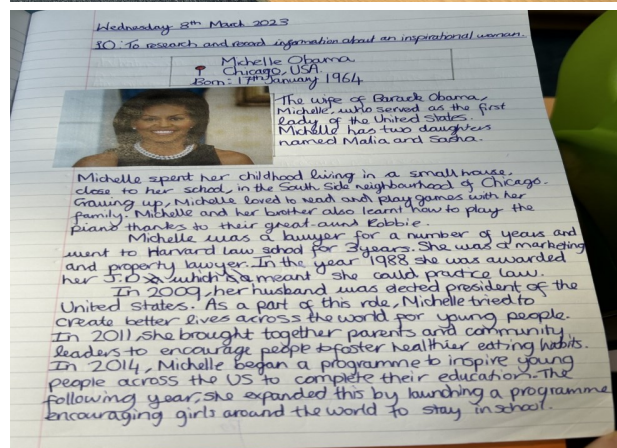 Wednesday 8th March 2023
LO: To research and record information about an inspirational woman.
Michelle Obama
Chicago, USA.
Born: 17th January 1964
The wife of Barack Obama,
Michelle, who served as the first
lady of the United States.
Michelle has two daughters
named Malia and Sasha.
Michelle spent her childhood living in a small house,
close to her school, in the South Side neighbourhood of Chicago.
Growing up, Michelle loved to read and play games with her
family. Michelle and her brother also learnt how to play the
piano thanks to their great-aunt Robbie.
Michelle was a lawyer for a number of years and
went to Harvard law school for 3 years. She was a marketing
and property lawyer. In the year 1988 she was awarded
her J.D which meant she could practice law.
In 2009, her husband was elected president of the
United States. As a part of this role, Michelle tried to
create better lives across the world for young people.
In 2011, she brought together parents and community
leaders to encourage people to foster healthier eating habits.
In 2014, Michelle began a programme to inspire young
people across the US to complete their education. The
following year, she expanded this by launching a programme
encouraging girls around the world to stay in school.